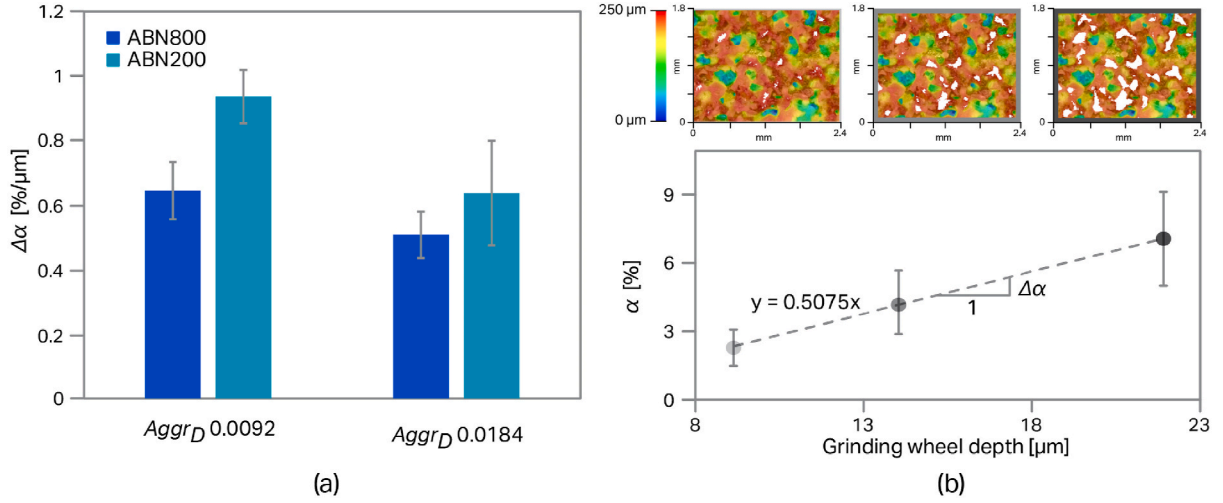 (a)
ABN800
ABN200
1.2
1
0.8
0.6
0.4
0.2
0
Δα [%/µm]
AggrD 0.0092
AggrD 0.0184
250 µm
0 µm
1.8
mm
0
0
mm
2.4
1.8
mm
0
0
mm
2.4
1.8
mm
0
0
mm
2.4
9
6
3
0
α [%]
y = 0.5075x
Δα
1
8
13
18
23
Grinding wheel depth [µm]
(a)
(b)